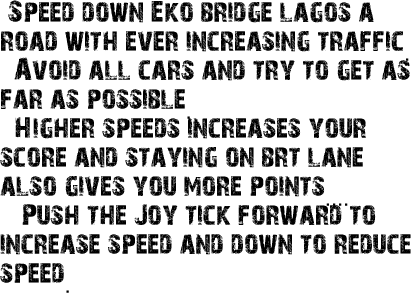 Speed down Eko bridge Lagos a
road with ever increasing traffic
Avoid all cars and try to get as
far as possible
Higher speeds Increases your
score and staying on brt lane
also gives you more points
Push the Joy tick forward to
increase speed and down to reduce
speed
.